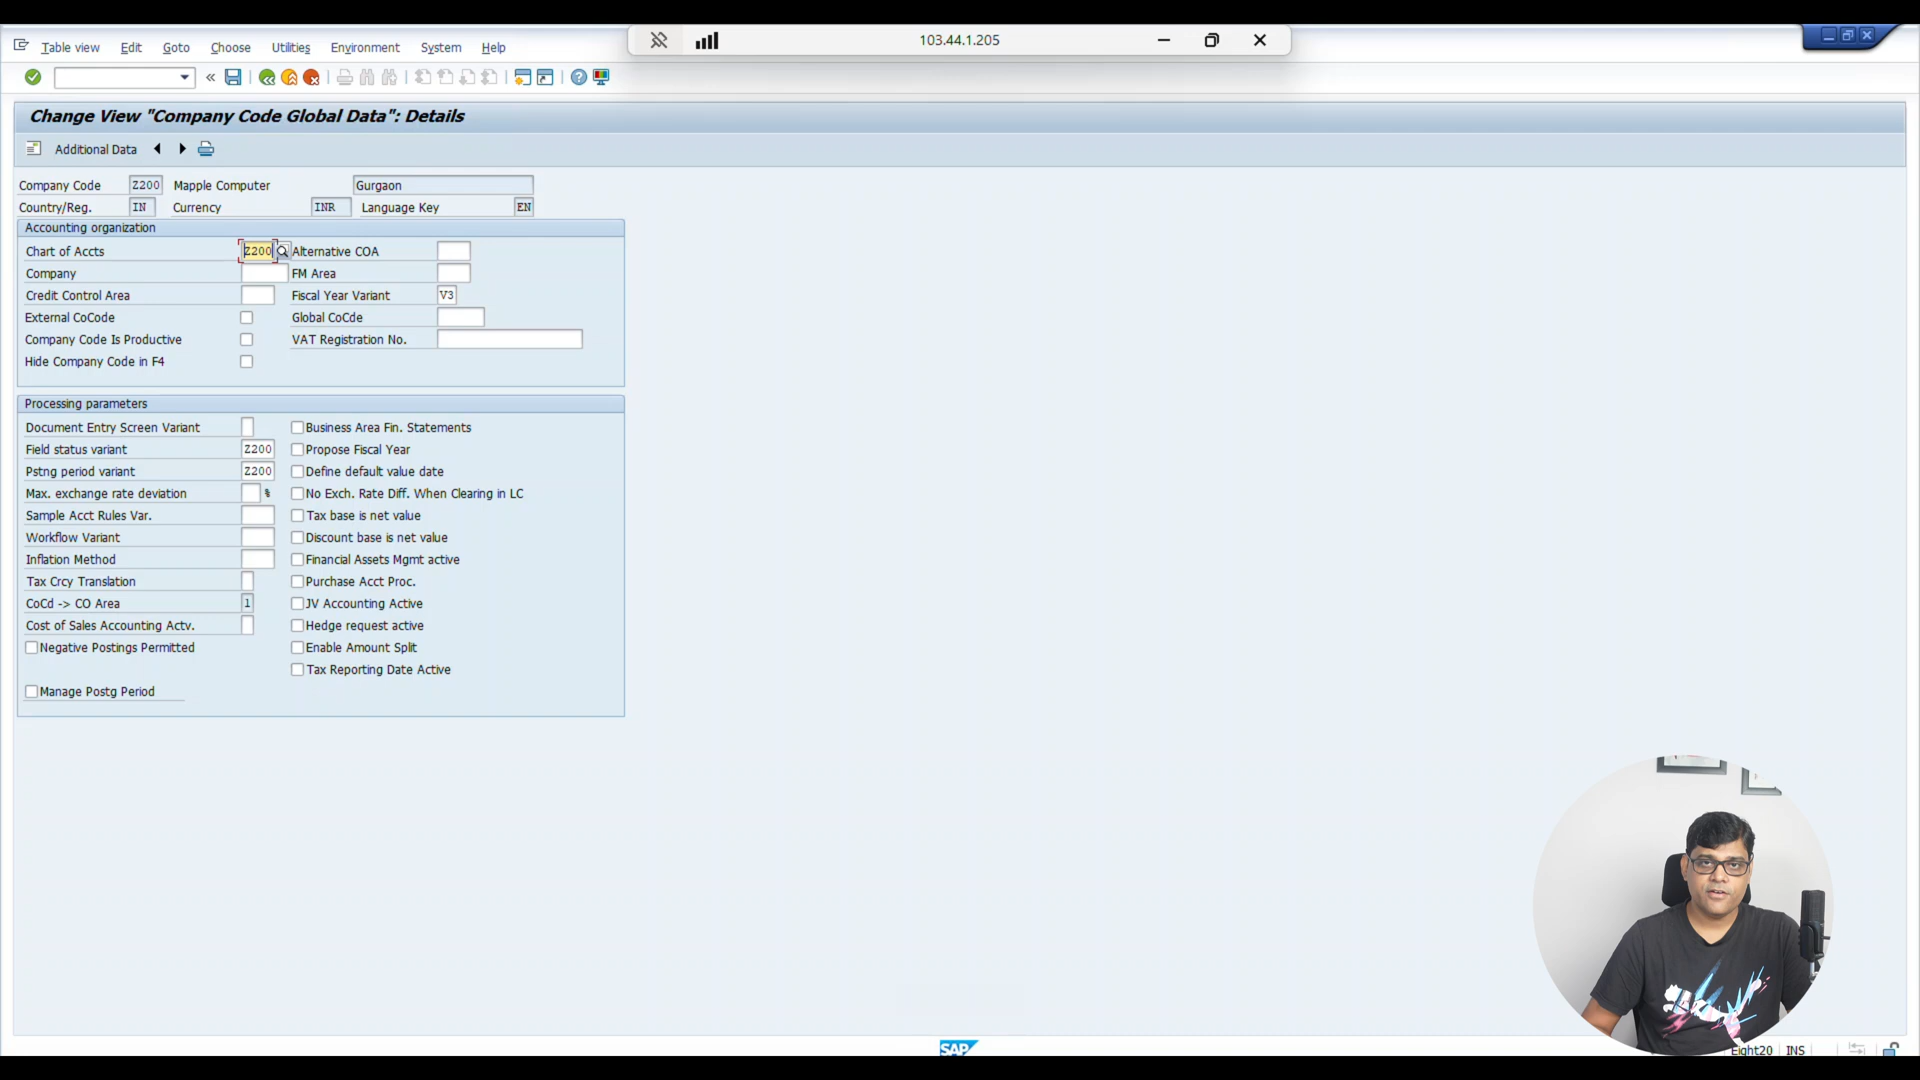 Table view Edit Goto Choose Utilities Environment System Help
103.44.1.205
Change View "Company Code Global Data": Details
Additional Data
Company Code Z200 Mapple Computer Gurgaon
Country/Reg. IN Currency INR Language Key EN
Accounting organization
Chart of Accts Z200 Alternative COA
Company FM Area
Credit Control Area Fiscal Year Variant V3
External CoCode Global CoCde
Company Code Is Productive VAT Registration No.
Hide Company Code in F4
Processing parameters
Document Entry Screen Variant Business Area Fin. Statements
Field status variant Z200 Propose Fiscal Year
Pstng period variant Z200 Define default value date
Max. exchange rate deviation % No Exch. Rate Diff. When Clearing in LC
Sample Acct Rules Var. Tax base is net value
Workflow Variant Discount base is net value
Inflation Method Financial Assets Mgmt active
Tax Crcy Translation Purchase Acct Proc.
CoCd -> CO Area 1 JV Accounting Active
Cost of Sales Accounting Actv. Hedge request active
Negative Postings Permitted Enable Amount Split
Tax Reporting Date Active
Manage Postg Period
SAP
Eight20 INS